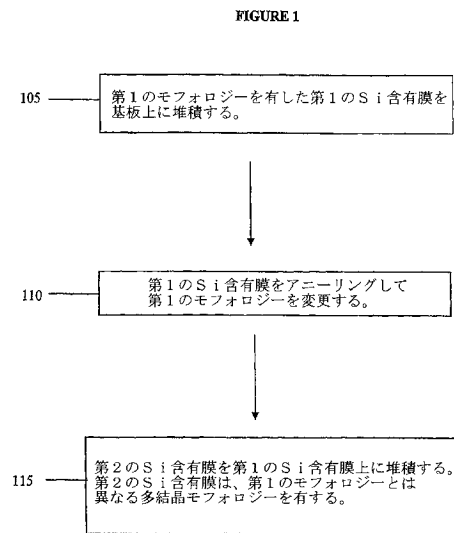 FIGURE 1
105
第１のモフォロジーを有した第１のＳｉ含有膜を
基板上に堆積する。
110
第１のＳｉ含有膜をアニーリングして
第１のモフォロジーを変更する。
115
第２のＳｉ含有膜を第１のＳｉ含有膜上に堆積する。
第２のＳｉ含有膜は、第１のモフォロジーとは
異なる多結晶モフォロジーを有する。